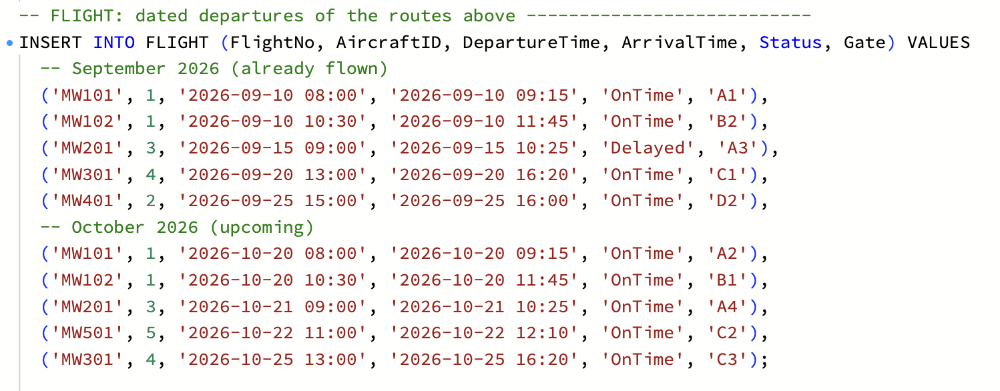 -- FLIGHT: dated departures of the routes above ---------------------------
INSERT INTO FLIGHT (FlightNo, AircraftID, DepartureTime, ArrivalTime, Status, Gate) VALUES
-- September 2026 (already flown)
('MW101', 1, '2026-09-10 08:00', '2026-09-10 09:15', 'OnTime', 'A1'),
('MW102', 1, '2026-09-10 10:30', '2026-09-10 11:45', 'OnTime', 'B2'),
('MW201', 3, '2026-09-15 09:00', '2026-09-15 10:25', 'Delayed', 'A3'),
('MW301', 4, '2026-09-20 13:00', '2026-09-20 16:20', 'OnTime', 'C1'),
('MW401', 2, '2026-09-25 15:00', '2026-09-25 16:00', 'OnTime', 'D2'),
-- October 2026 (upcoming)
('MW101', 1, '2026-10-20 08:00', '2026-10-20 09:15', 'OnTime', 'A2'),
('MW102', 1, '2026-10-20 10:30', '2026-10-20 11:45', 'OnTime', 'B1'),
('MW201', 3, '2026-10-21 09:00', '2026-10-21 10:25', 'OnTime', 'A4'),
('MW501', 5, '2026-10-22 11:00', '2026-10-22 12:10', 'OnTime', 'C2'),
('MW301', 4, '2026-10-25 13:00', '2026-10-25 16:20', 'OnTime', 'C3');